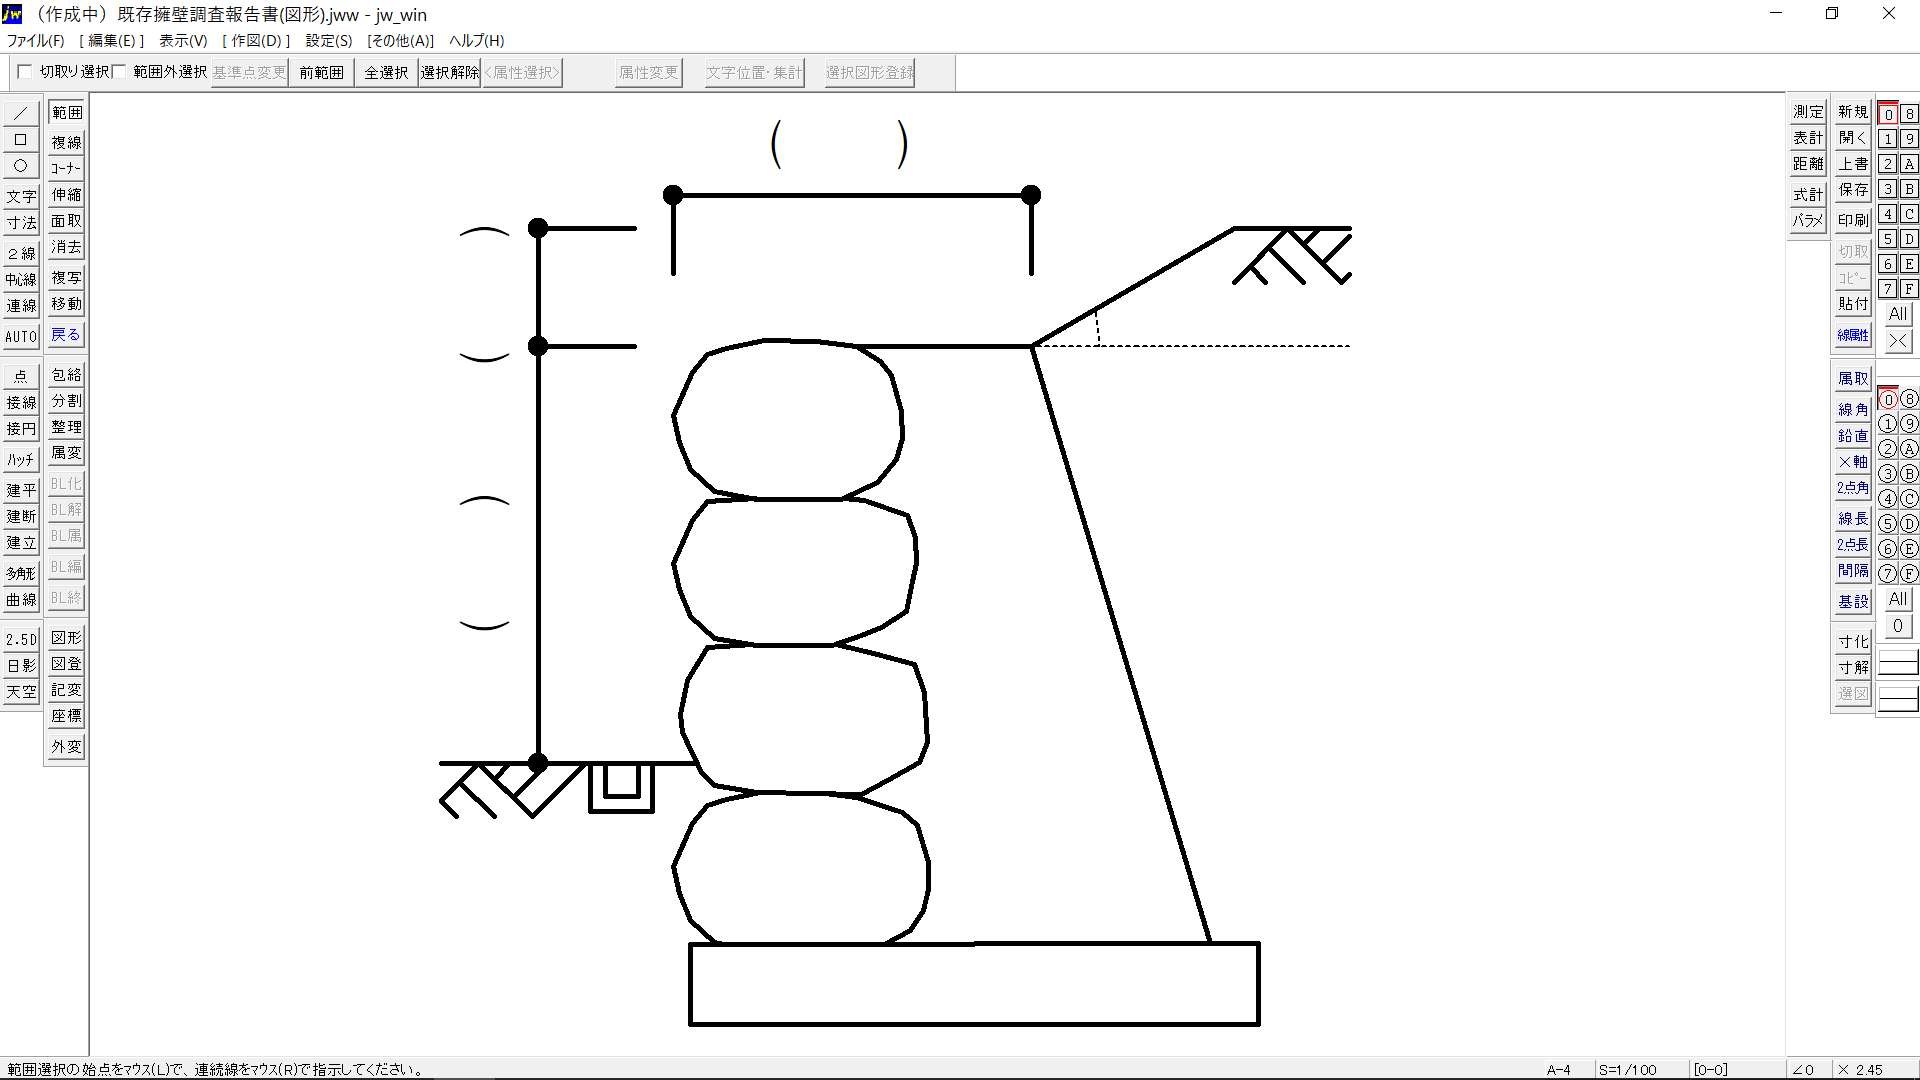 （作成中）既存擁壁調査報告書(図形).jww - jw_win
ファイル(F) [ 編集(E) ] 表示(V) [ 作図(D) ] 設定(S) [その他(A)] ヘルプ(H)
切取り選択 範囲外選択 基準点変更 前範囲 全選択 選択解除 <属性選択> 属性変更 文字位置・集計 選択図形登録
／
□
○
文字
寸法
２線
中心線
連線
AUTO
点
接線
接円
ハッチ
建平
建断
建立
多角形
曲線
2.5D
日影
天空
範囲
複線
コーナー
伸縮
面取
消去
複写
移動
戻る
包絡
分割
整理
属変
BL化
BL解
BL属
BL編
BL終
図形
図登
記変
座標
外変
(　　)
(　　)
(　　)
測定
表計
距離
式計
パラメ
新規
開く
上書
保存
印刷
切取
コピー
貼付
線属性
属取
線角
鉛直
×軸
2点角
線長
2点長
間隔
基設
寸化
寸解
選図
0 8
1 9
2 A
3 B
4 C
5 D
6 E
7 F
All
×
0 8
1 9
2 A
3 B
4 C
5 D
6 E
7 F
All
0
範囲選択の始点をマウス(L)で、連続線をマウス(R)で指示してください。 A-4 S=1/100 [0-0] ∠0 × 2.45